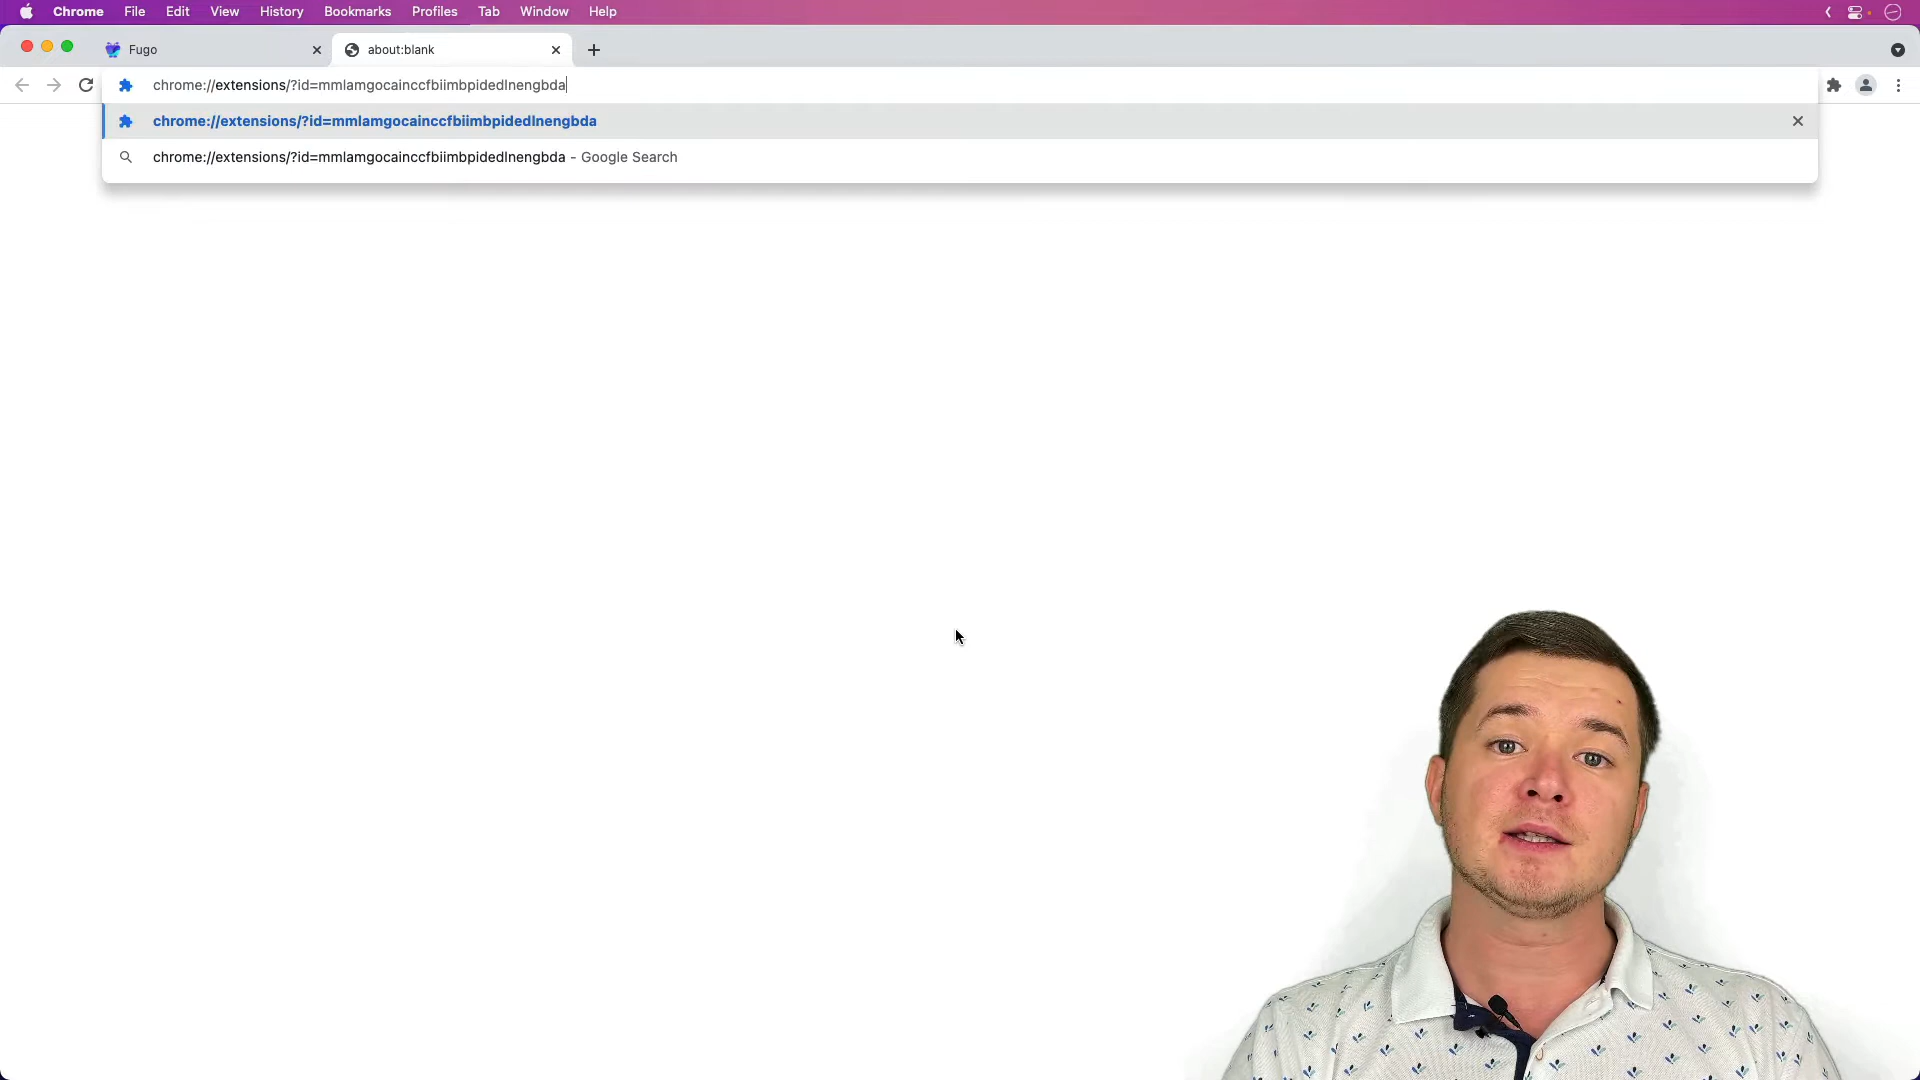 Chrome File Edit View History Bookmarks Profiles Tab Window Help
Fugo
about:blank
chrome://extensions/?id=mmlamgocainccfbiimbpidedlnengbda
chrome://extensions/?id=mmlamgocainccfbiimbpidedlnengbda
chrome://extensions/?id=mmlamgocainccfbiimbpidedlnengbda - Google Search